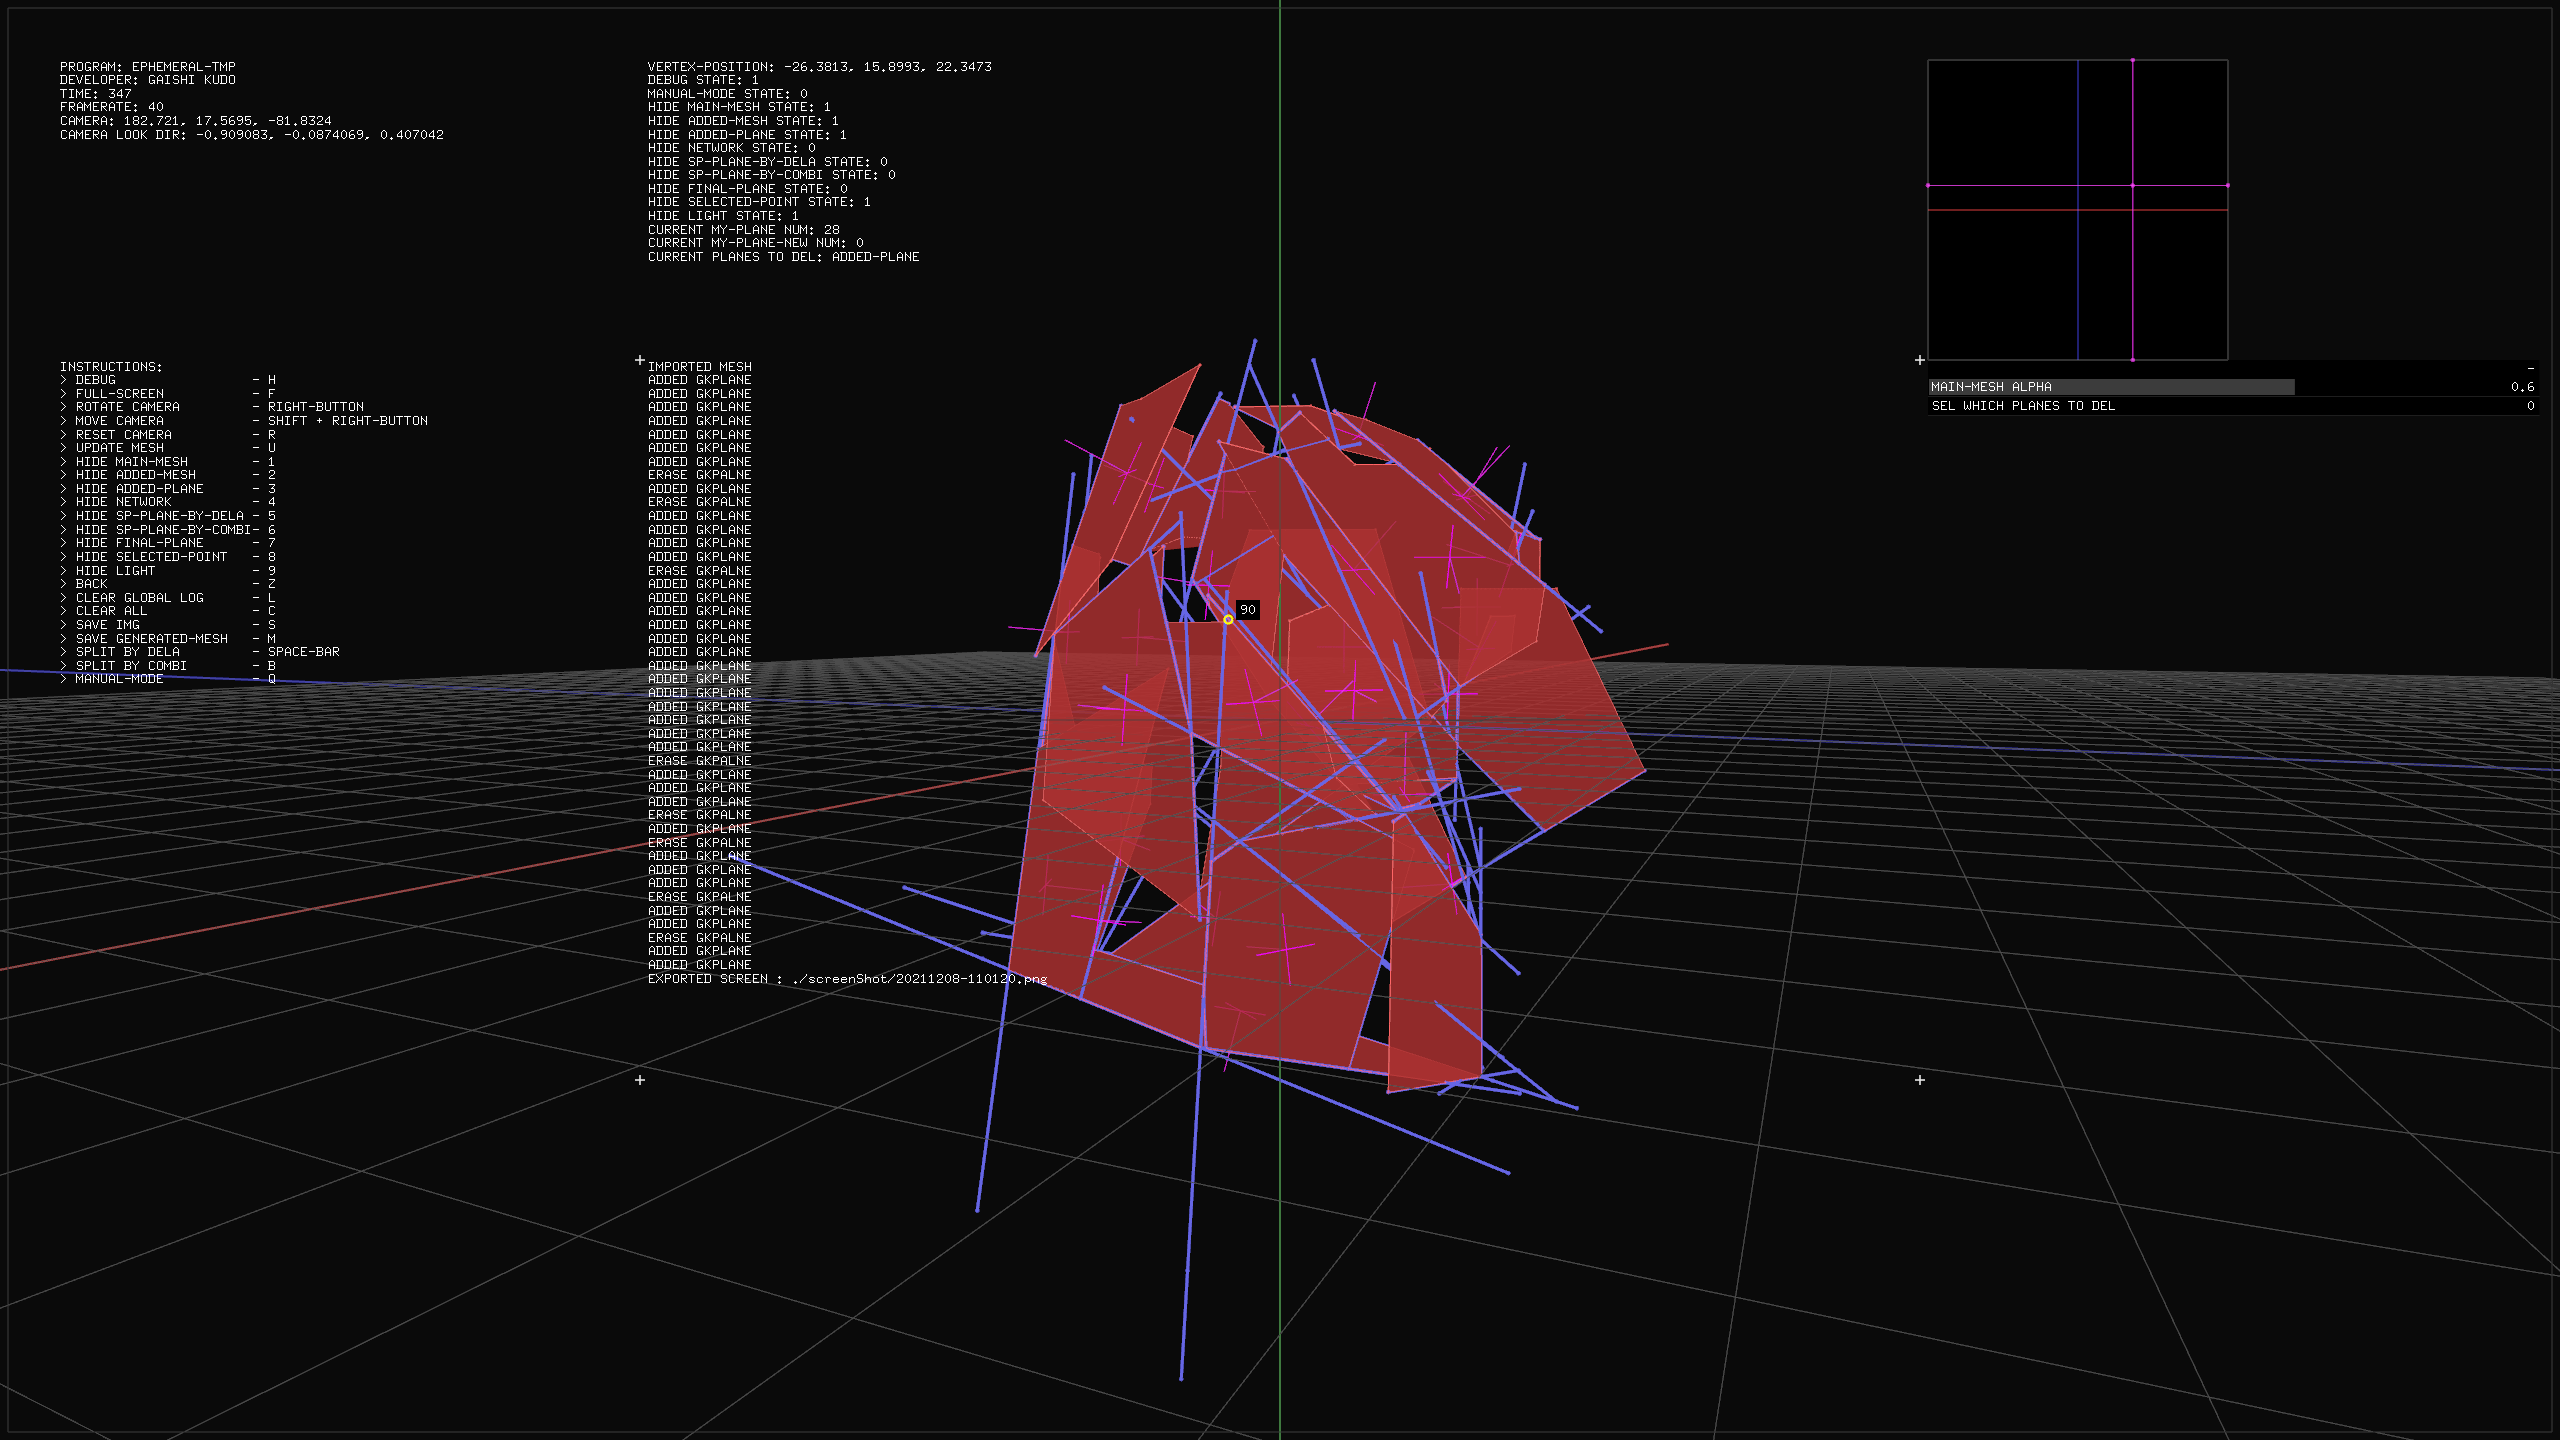 PROGRAM: EPHEMERAL-TMP
DEVELOPER: GAISHI KUDO
TIME: 347
FRAMERATE: 40
CAMERA: 182.721, 17.5695, -81.8324
CAMERA LOOK DIR: -0.909083, -0.0874069, 0.407042
VERTEX-POSITION: -26.3813, 15.8993, 22.3473
DEBUG STATE: 1
MANUAL-MODE STATE: 0
HIDE MAIN-MESH STATE: 1
HIDE ADDED-MESH STATE: 1
HIDE ADDED-PLANE STATE: 1
HIDE NETWORK STATE: 0
HIDE SP-PLANE-BY-DELA STATE: 0
HIDE SP-PLANE-BY-COMBI STATE: 0
HIDE FINAL-PLANE STATE: 0
HIDE SELECTED-POINT STATE: 1
HIDE LIGHT STATE: 1
CURRENT MY-PLANE NUM: 28
CURRENT MY-PLANE-NEW NUM: 0
CURRENT PLANES TO DEL: ADDED-PLANE
INSTRUCTIONS:
> DEBUG - H
> FULL-SCREEN - F
> ROTATE CAMERA - RIGHT-BUTTON
> MOVE CAMERA - SHIFT + RIGHT-BUTTON
> RESET CAMERA - R
> UPDATE MESH - U
> HIDE MAIN-MESH - 1
> HIDE ADDED-MESH - 2
> HIDE ADDED-PLANE - 3
> HIDE NETWORK - 4
> HIDE SP-PLANE-BY-DELA - 5
> HIDE SP-PLANE-BY-COMBI- 6
> HIDE FINAL-PLANE - 7
> HIDE SELECTED-POINT - 8
> HIDE LIGHT - 9
> BACK - Z
> CLEAR GLOBAL LOG - L
> CLEAR ALL - C
> SAVE IMG - S
> SAVE GENERATED-MESH - M
> SPLIT BY DELA - SPACE-BAR
> SPLIT BY COMBI - B
> MANUAL-MODE - Q
IMPORTED MESH
ADDED GKPLANE
ADDED GKPLANE
ADDED GKPLANE
ADDED GKPLANE
ADDED GKPLANE
ADDED GKPLANE
ADDED GKPLANE
ERASE GKPALNE
ADDED GKPLANE
ERASE GKPALNE
ADDED GKPLANE
ADDED GKPLANE
ADDED GKPLANE
ADDED GKPLANE
ERASE GKPALNE
ADDED GKPLANE
ADDED GKPLANE
ADDED GKPLANE
ADDED GKPLANE
ADDED GKPLANE
ADDED GKPLANE
ADDED GKPLANE
ADDED GKPLANE
ADDED GKPLANE
ADDED GKPLANE
ADDED GKPLANE
ADDED GKPLANE
ADDED GKPLANE
ERASE GKPALNE
ADDED GKPLANE
ADDED GKPLANE
ADDED GKPLANE
ERASE GKPALNE
ADDED GKPLANE
ERASE GKPALNE
ADDED GKPLANE
ADDED GKPLANE
ADDED GKPLANE
ERASE GKPALNE
ADDED GKPLANE
ADDED GKPLANE
ERASE GKPALNE
ADDED GKPLANE
ADDED GKPLANE
EXPORTED SCREEN : ./screenShot/20211208-110120.png
90
-
MAIN-MESH ALPHA 0.6
SEL WHICH PLANES TO DEL 0